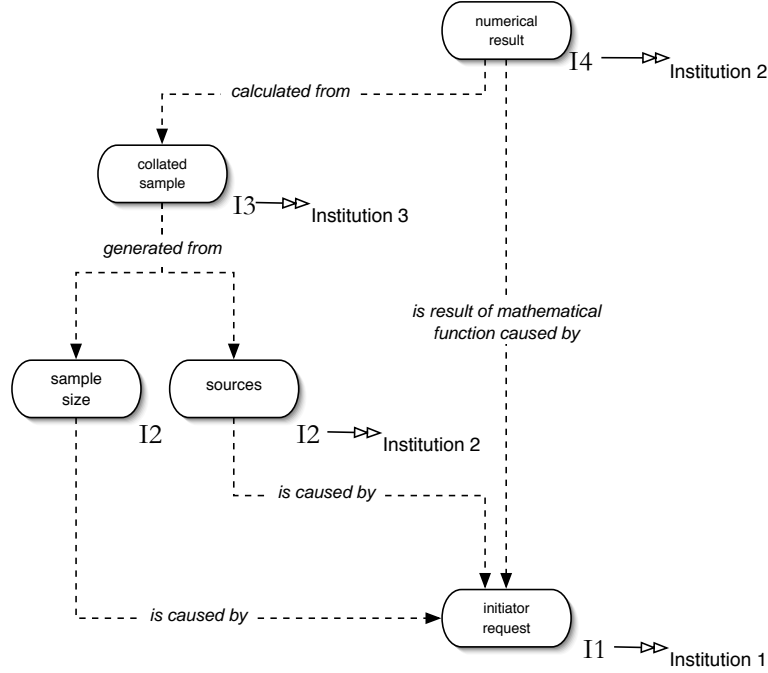 numerical
result
I4
Institution 2
calculated from
collated
sample
I3
Institution 3
generated from
is result of mathematical
function caused by
sample
size
sources
I2
I2
Institution 2
is caused by
is caused by
initiator
request
I1
Institution 1